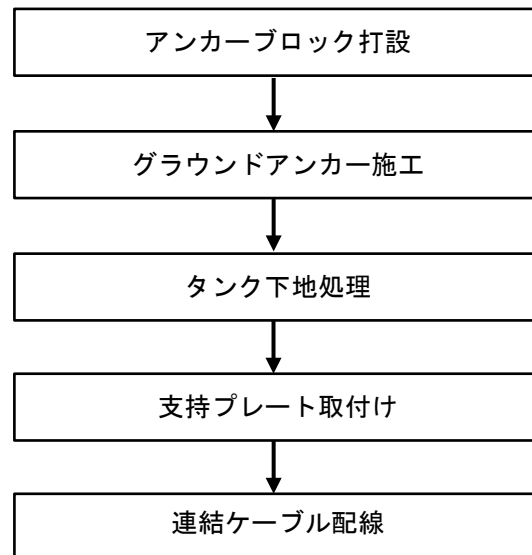 アンカーブロック打設
グラウンドアンカー施工
タンク下地処理
支持プレート取付け
連結ケーブル配線